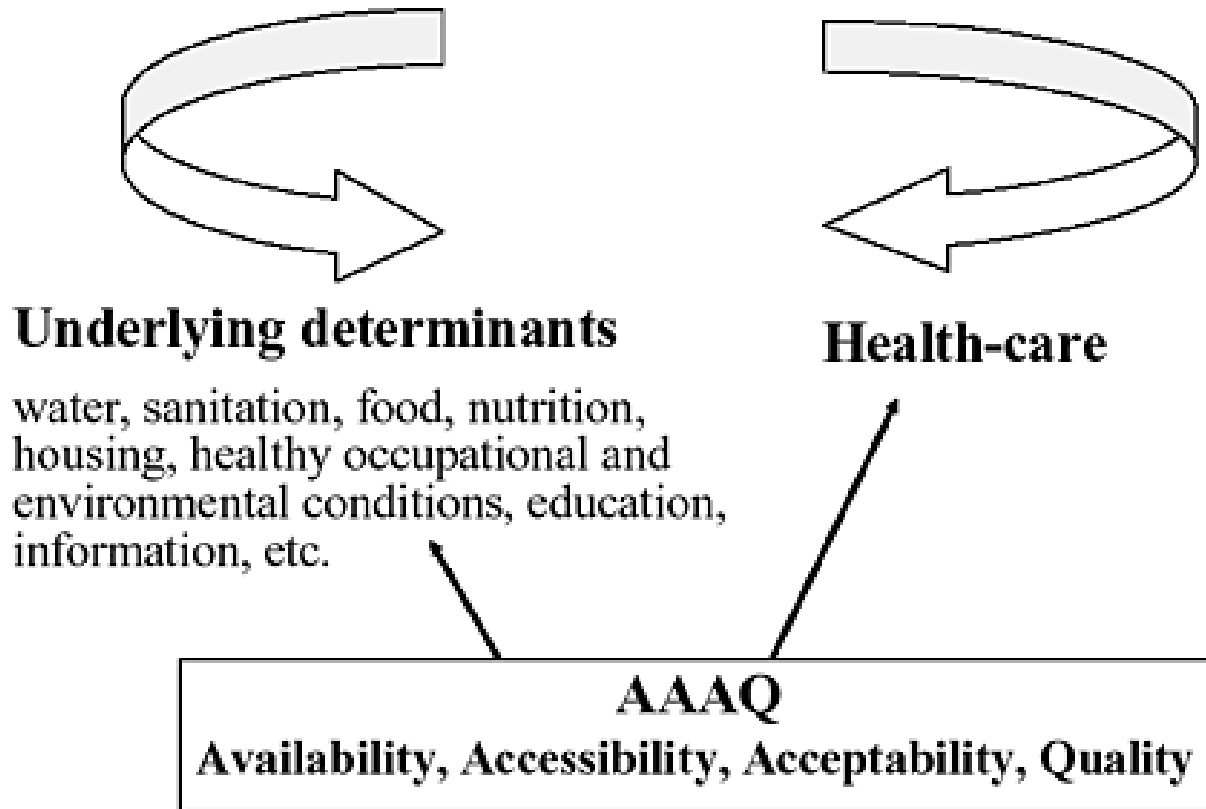 Underlying determinants
water, sanitation, food, nutrition,
housing, healthy occupational and
environmental conditions, education,
information, etc.
Health-care
AAAQ
Availability, Accessibility, Acceptability, Quality